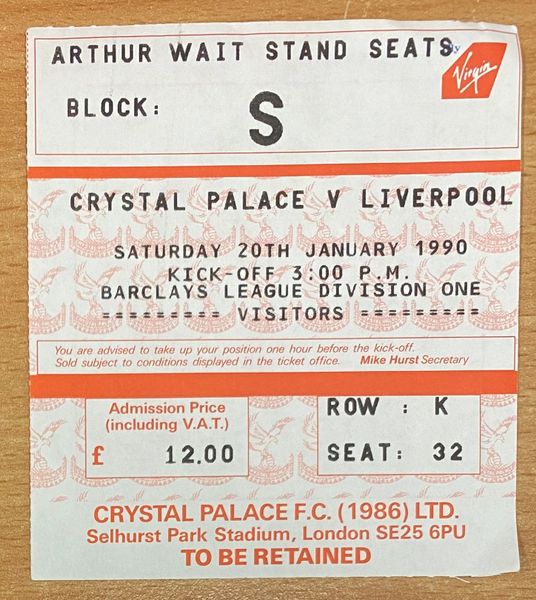 ARTHUR WAIT STAND SEATS
Virgin
BLOCK: S
CRYSTAL PALACE V LIVERPOOL
SATURDAY 20TH JANUARY 1990
KICK-OFF 3:00 P.M.
BARCLAYS LEAGUE DIVISION ONE
========= VISITORS =========
You are advised to take up your position one hour before the kick-off.
Sold subject to conditions displayed in the ticket office. Mike Hurst Secretary
Admission Price
(including V.A.T.)
£ 12.00
ROW : K
SEAT: 32
CRYSTAL PALACE F.C. (1986) LTD.
Selhurst Park Stadium, London SE25 6PU
TO BE RETAINED